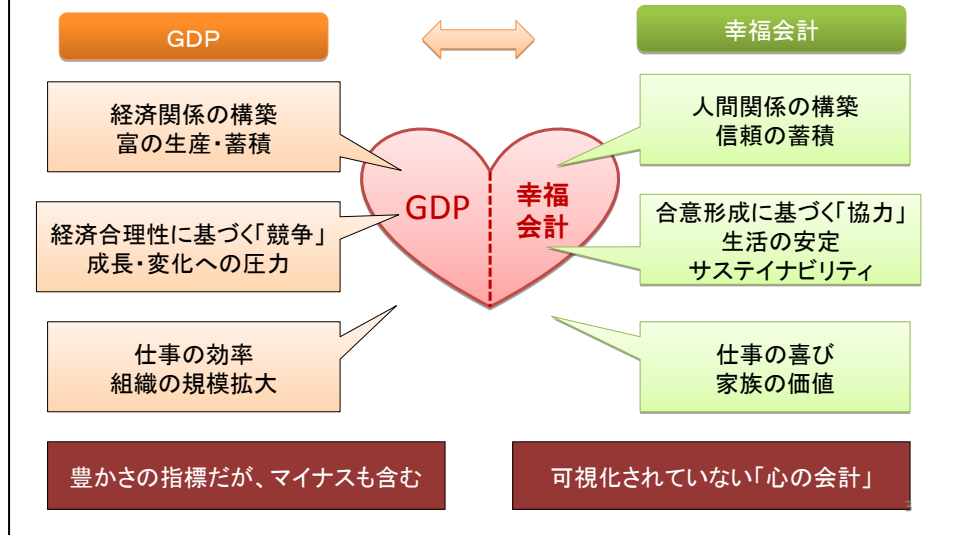 GDP
幸福会計
経済関係の構築
富の生産・蓄積
経済合理性に基づく「競争」
成長・変化への圧力
仕事の効率
組織の規模拡大
GDP
幸福
会計
人間関係の構築
信頼の蓄積
合意形成に基づく「協力」
生活の安定
サステイナビリティ
仕事の喜び
家族の価値
豊かさの指標だが、マイナスも含む
可視化されていない「心の会計」
3